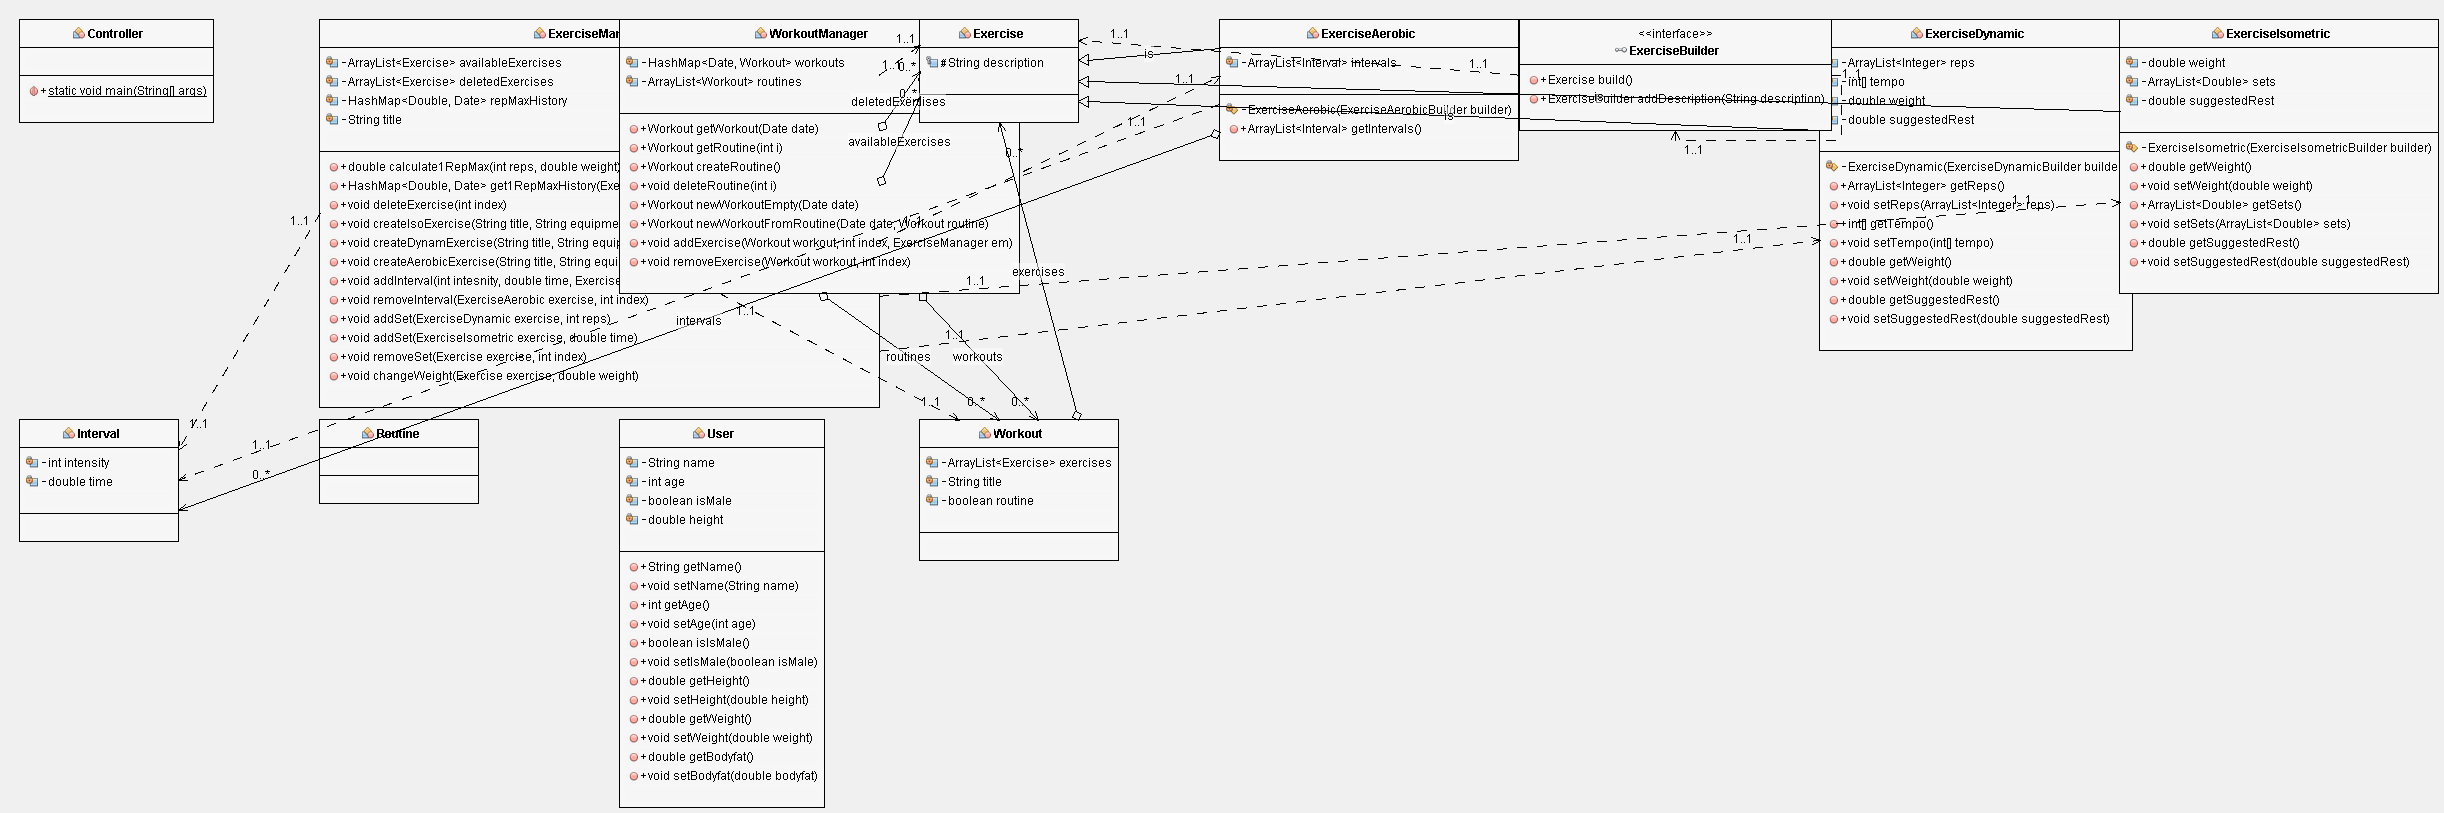 Controller
+static void main(String[] args)
ExerciseMar
-ArrayList<Exercise> availableExercises
-ArrayList<Exercise> deletedExercises
-HashMap<Double, Date> repMaxHistory
-String title
+double calculate1RepMax(int reps, double weight)
+HashMap<Double, Date> get1RepMaxHistory(Exe
+void deleteExercise(int index)
+void createIsoExercise(String title, String equipme
+void createDynamExercise(String title, String equip
+void createAerobicExercise(String title, String equi
+void addInterval(int intesnity, double time, Exercise
+void removeInterval(ExerciseAerobic exercise, int index)
+void addSet(ExerciseDynamic exercise, int reps)
+void addSet(ExerciseIsometric exercise, double time)
+void removeSet(Exercise exercise, int index)
+void changeWeight(Exercise exercise, double weight)
WorkoutManager
-HashMap<Date, Workout> workouts
-ArrayList<Workout> routines
+Workout getWorkout(Date date)
+Workout getRoutine(int i)
+Workout createRoutine()
+void deleteRoutine(int i)
+Workout newWorkoutEmpty(Date date)
+Workout newWorkoutFromRoutine(Date date, Workout routine)
+void addExercise(Workout workout, int index, ExerciseManager em)
+void removeExercise(Workout workout, int index)
Exercise
#String description
1..1
1..1
0..*
0..*
deletedExercises
availableExercises
0..*
exercises
ExerciseAerobic
-ArrayList<Interval> intervals
-ExerciseAerobic(ExerciseAerobicBuilder builder)
+ArrayList<Interval> getIntervals()
1..1
is
1..1
1..1
1..1
is
is
<<interface>>
ExerciseBuilder
+Exercise build()
+ExerciseBuilder addDescription(String description)
1..1
1..1
ExerciseDynamic
-ArrayList<Integer> reps
-int[] tempo
-double weight
-double suggestedRest
-ExerciseDynamic(ExerciseDynamicBuilder builde
+ArrayList<Integer> getReps()
+void setReps(ArrayList<Integer> reps)
+int[] getTempo()
+void setTempo(int[] tempo)
+double getWeight()
+void setWeight(double weight)
+double getSuggestedRest()
+void setSuggestedRest(double suggestedRest)
1..1
1..1
ExerciseIsometric
-double weight
-ArrayList<Double> sets
-double suggestedRest
-ExerciseIsometric(ExerciseIsometricBuilder builder)
+double getWeight()
+void setWeight(double weight)
+ArrayList<Double> getSets()
+void setSets(ArrayList<Double> sets)
+double getSuggestedRest()
+void setSuggestedRest(double suggestedRest)
1..1
1..1
1..1
1..1
intervals
1..1
routines
workouts
1..1
0..*
0..*
1..1
1..1
0..*
Interval
-int intensity
-double time
Routine
User
-String name
-int age
-boolean isMale
-double height
+String getName()
+void setName(String name)
+int getAge()
+void setAge(int age)
+boolean isIsMale()
+void setIsMale(boolean isMale)
+double getHeight()
+void setHeight(double height)
+double getWeight()
+void setWeight(double weight)
+double getBodyfat()
+void setBodyfat(double bodyfat)
Workout
-ArrayList<Exercise> exercises
-String title
-boolean routine